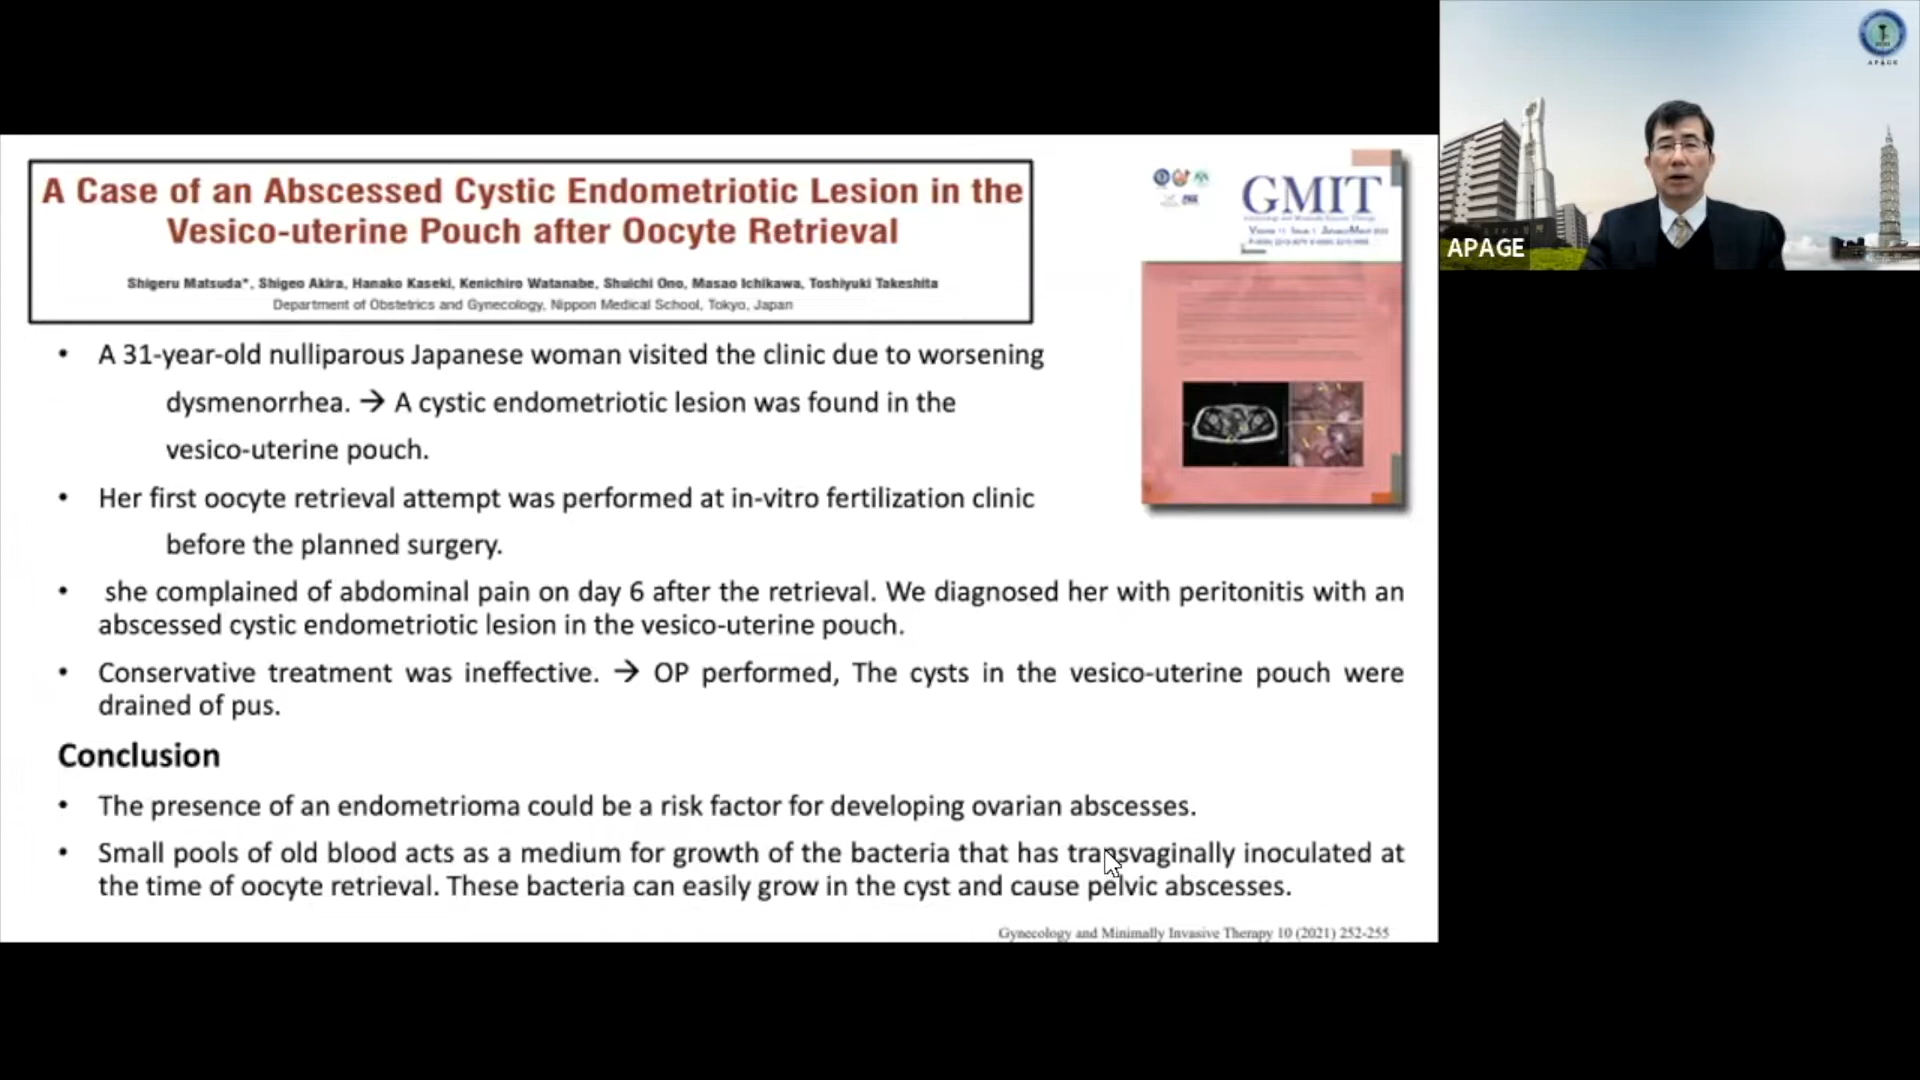 A Case of an Abscessed Cystic Endometriotic Lesion in the
Vesico-uterine Pouch after Oocyte Retrieval
Shigeru Matsuda*, Shigeo Akira, Hanako Kaseki, Kenichiro Watanabe, Shuichi Ono, Masao Ichikawa, Toshiyuki Takeshita
Department of Obstetrics and Gynecology, Nippon Medical School, Tokyo, Japan
• A 31-year-old nulliparous Japanese woman visited the clinic due to worsening
dysmenorrhea. → A cystic endometriotic lesion was found in the
vesico-uterine pouch.
• Her first oocyte retrieval attempt was performed at in-vitro fertilization clinic
before the planned surgery.
• she complained of abdominal pain on day 6 after the retrieval. We diagnosed her with peritonitis with an
abscessed cystic endometriotic lesion in the vesico-uterine pouch.
• Conservative treatment was ineffective. → OP performed, The cysts in the vesico-uterine pouch were
drained of pus.
Conclusion
• The presence of an endometrioma could be a risk factor for developing ovarian abscesses.
• Small pools of old blood acts as a medium for growth of the bacteria that has transvaginally inoculated at
the time of oocyte retrieval. These bacteria can easily grow in the cyst and cause pelvic abscesses.
Gynecology and Minimally Invasive Therapy 10 (2021) 252-255
GMIT
APAGE
APAGE